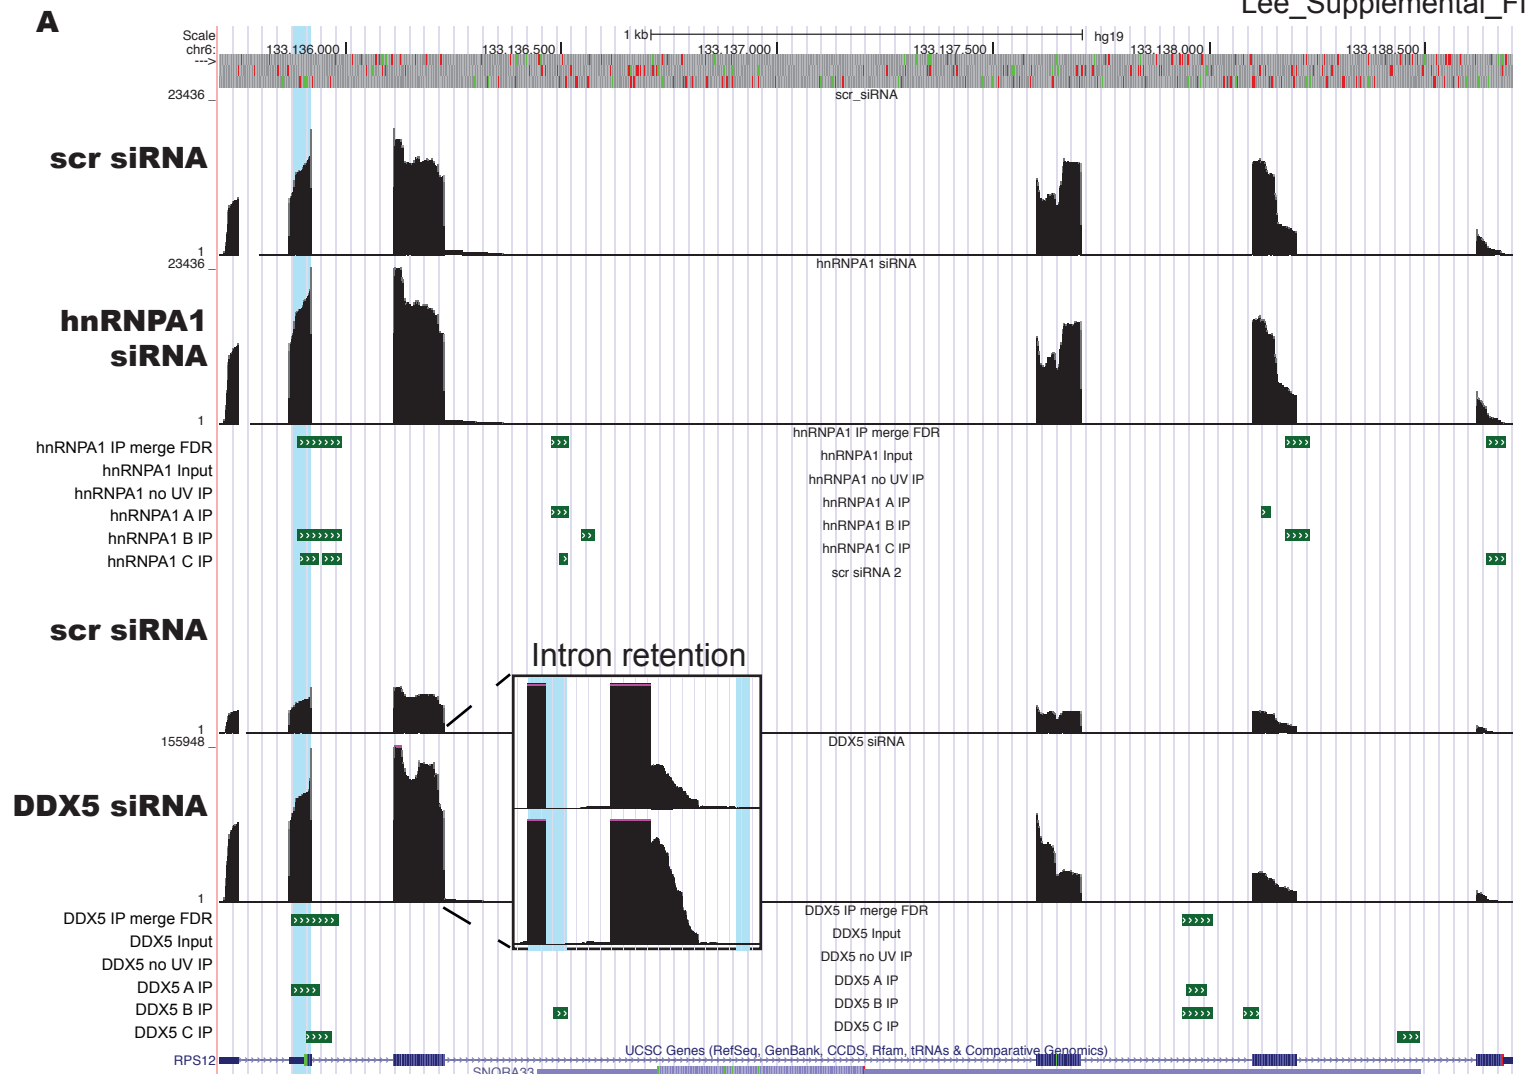 Lee_Supplemental_Fi
A
Scale 1 kb hg19
chr6: 133,136,000 133,136,500 133,137,000 133,137,500 133,138,000 133,138,500
--->
23436 _ scr_siRNA
scr siRNA
1
23436 _ hnRNPA1 siRNA
hnRNPA1
siRNA
1
hnRNPA1 IP merge FDR hnRNPA1 IP merge FDR
hnRNPA1 Input hnRNPA1 Input
hnRNPA1 no UV IP hnRNPA1 no UV IP
hnRNPA1 A IP hnRNPA1 A IP
hnRNPA1 B IP hnRNPA1 B IP
hnRNPA1 C IP hnRNPA1 C IP
scr siRNA 2
scr siRNA
Intron retention
1
155948 _ DDX5 siRNA
DDX5 siRNA
1
DDX5 IP merge FDR DDX5 IP merge FDR
DDX5 Input DDX5 Input
DDX5 no UV IP DDX5 no UV IP
DDX5 A IP DDX5 A IP
DDX5 B IP DDX5 B IP
DDX5 C IP DDX5 C IP
UCSC Genes (RefSeq, GenBank, CCDS, Rfam, tRNAs & Comparative Genomics)
RPS12
SNORA33